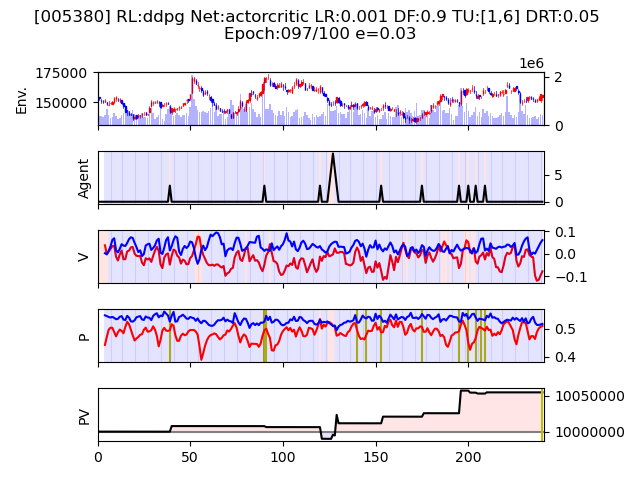 [005380] RL:ddpg Net:actorcritic LR:0.001 DF:0.9 TU:[1,6] DRT:0.05
Epoch:097/100 e=0.03
1e6
175000
150000
Env.
2
0
Agent
5
0
V
0.1
0.0
−0.1
P
0.5
0.4
PV
10050000
10000000
0
50
100
150
200